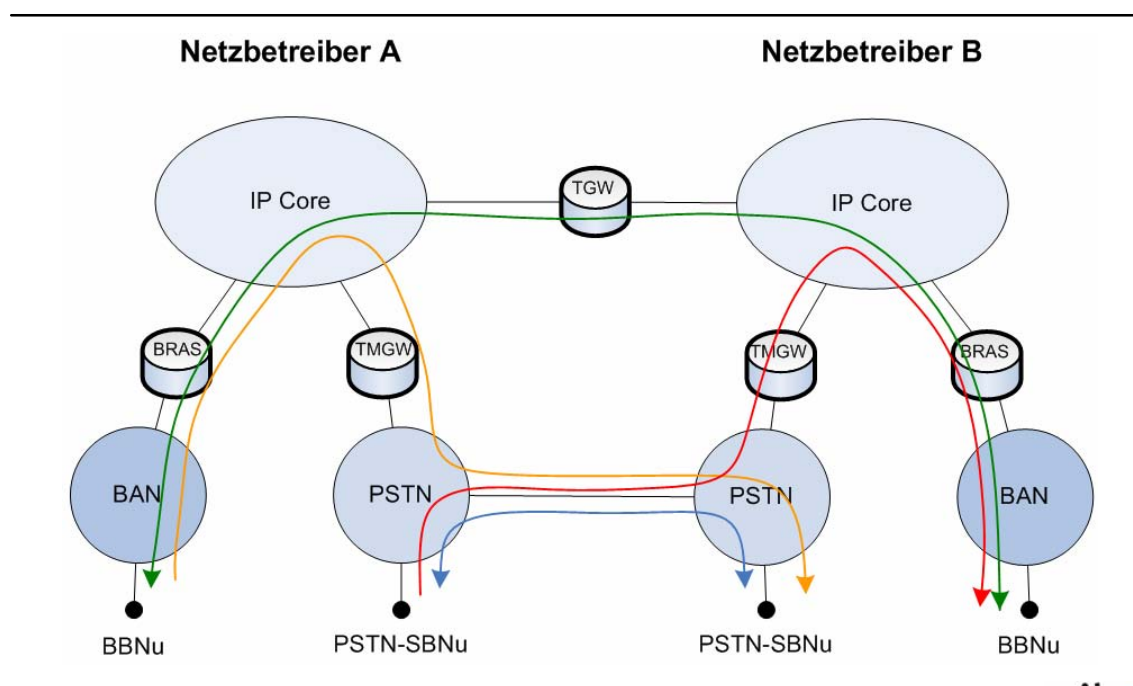 Netzbetreiber A
Netzbetreiber B
IP Core
TGW
IP Core
BRAS
TMGW
TMGW
BRAS
BAN
PSTN
PSTN
BAN
BBNu
PSTN-SBNu
PSTN-SBNu
BBNu